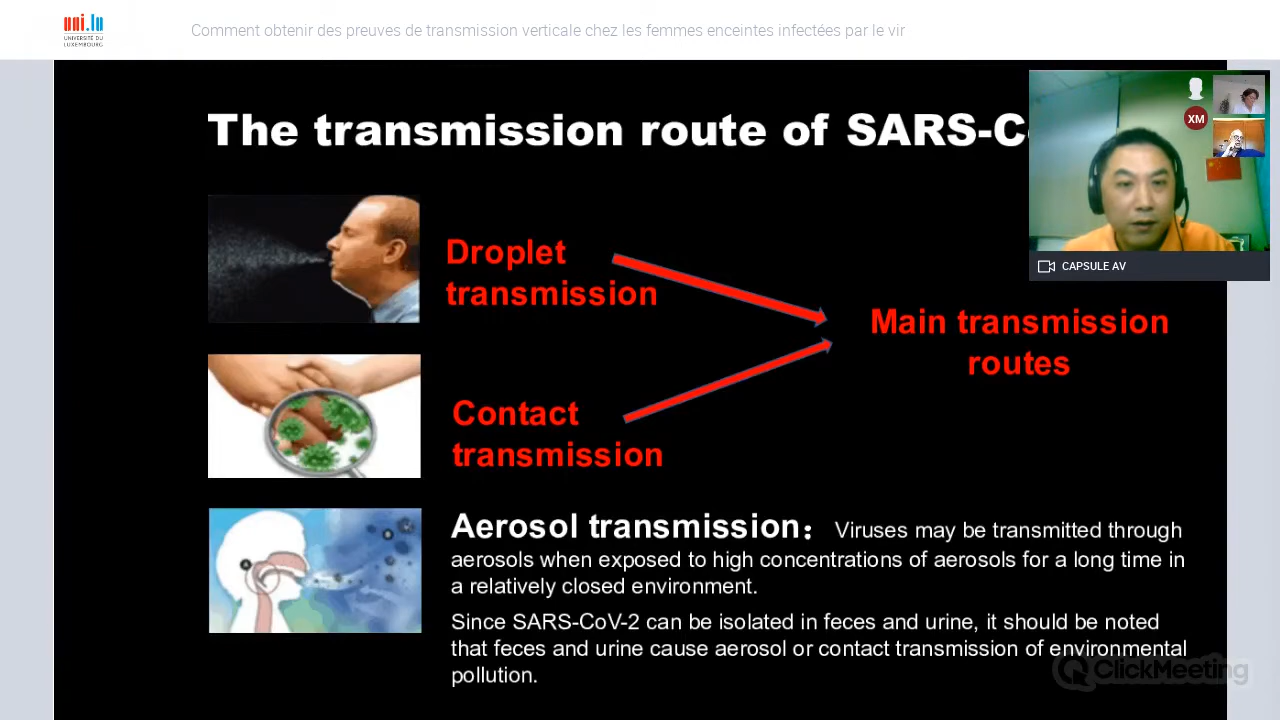 uni.lu
UNIVERSITÉ DU
LUXEMBOURG
Comment obtenir des preuves de transmission verticale chez les femmes enceintes infectées par le vir
The transmission route of SARS-C
XM
CAPSULE AV
Droplet
transmission
Main transmission
routes
Contact
transmission
Aerosol transmission： Viruses may be transmitted through
aerosols when exposed to high concentrations of aerosols for a long time in
a relatively closed environment.
Since SARS-CoV-2 can be isolated in feces and urine, it should be noted
that feces and urine cause aerosol or contact transmission of environmental
pollution.
ClickMeeting